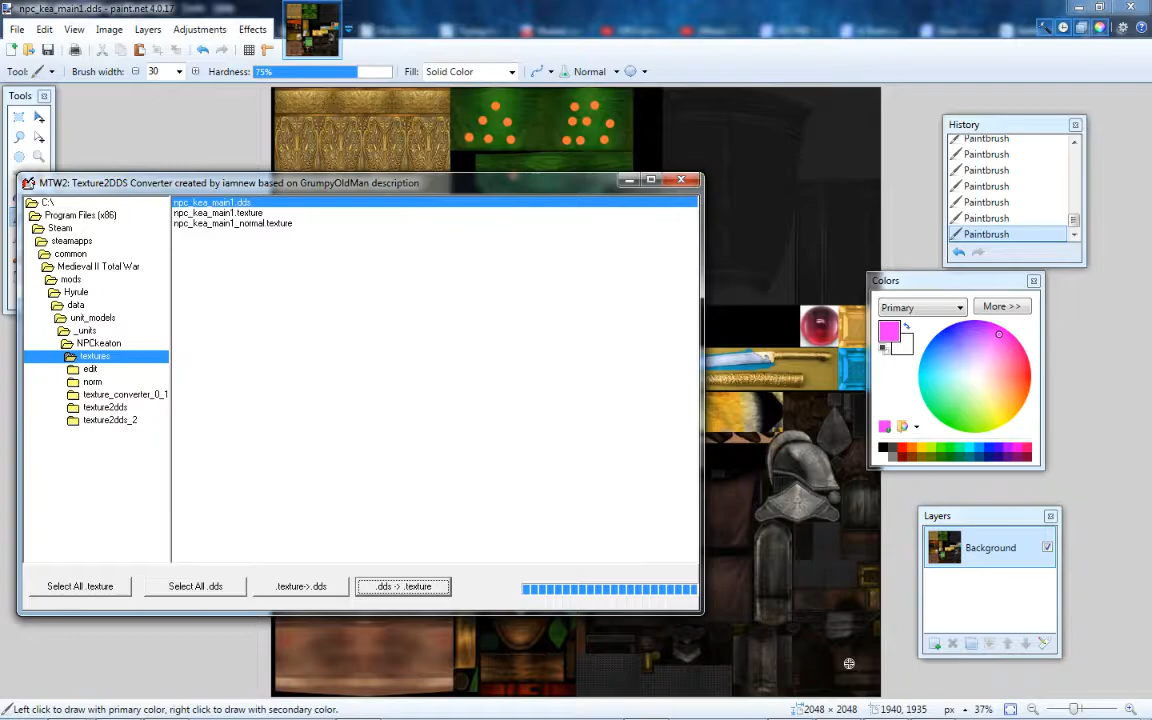 npc_kea_main1.dds - paint.net 4.0.17
File Edit View Image Layers Adjustments Effects
Tool: Brush width: 30 Hardness: 75% Fill: Solid Color Normal
Tools
History
Paintbrush
Paintbrush
Paintbrush
Paintbrush
Paintbrush
Paintbrush
Paintbrush
MTW2: Texture2DDS Converter created by iamnew based on GrumpyOldMan description
C:\
Program Files (x86)
Steam
steamapps
common
Medieval II Total War
mods
Hyrule
data
unit_models
_units
NPCkeaton
textures
edit
norm
texture_converter_0_1
texture2dds
texture2dds_2
npc_kea_main1.dds
npc_kea_main1.texture
npc_kea_main1_normal.texture
Select All .texture
Select All .dds
.texture->.dds
.dds -> .texture
Colors
Primary
More >>
Layers
Background
Left click to draw with primary color, right click to draw with secondary color.
2048 × 2048
1940, 1935
px
37%